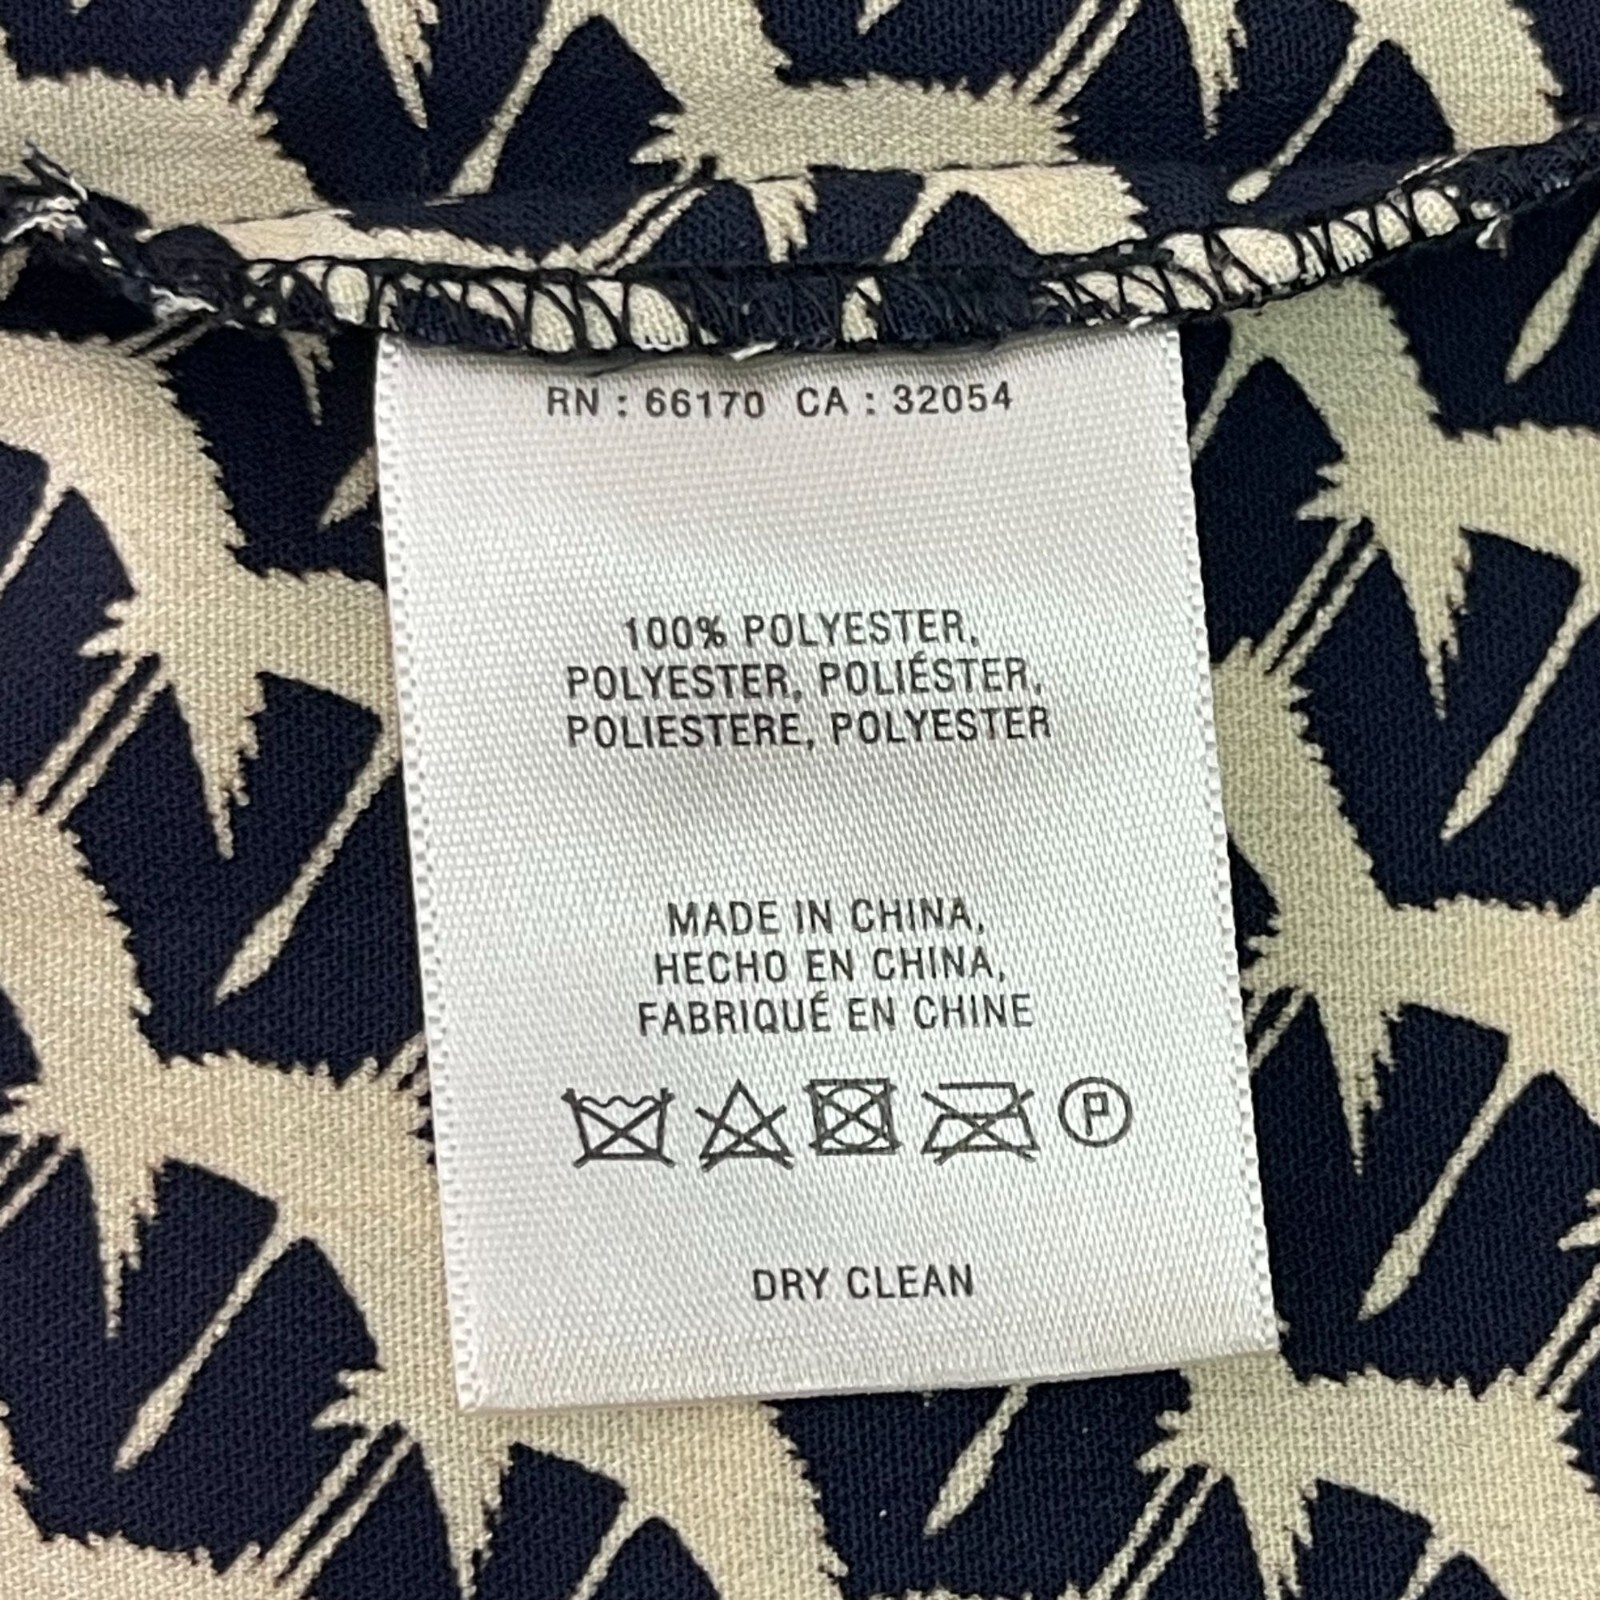 RN : 66170 CA : 32054
100% POLYESTER,
POLYESTER, POLIÉSTER,
POLIESTERE, POLYESTER
MADE IN CHINA,
HECHO EN CHINA,
FABRIQUÉ EN CHINE
P
DRY CLEAN